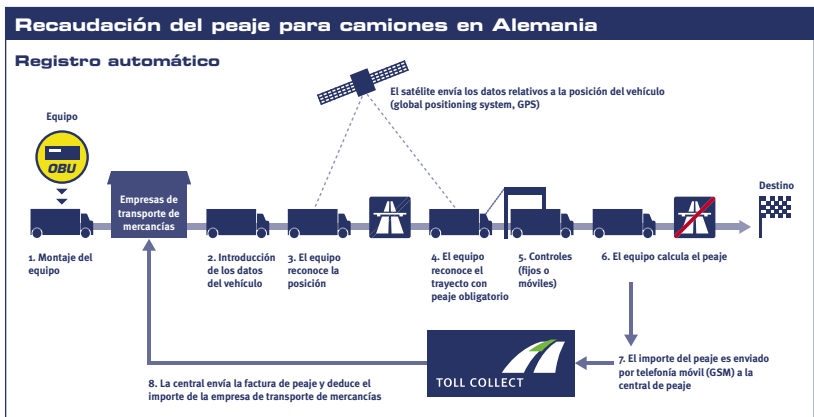 Recaudación del peaje para camiones en Alemania
Registro automático
El satélite envía los datos relativos a la posición del vehículo
(global positioning system, GPS)
Equipo
OBU
Empresas de
transporte de
mercancías
Destino
1. Montaje del
equipo
2. Introducción
de los datos
del vehículo
3. El equipo
reconoce la
posición
4. El equipo
reconoce el
trayecto con
peaje obligatorio
5. Controles
(fijos o
móviles)
6. El equipo calcula el peaje
7. El importe del peaje es enviado
por telefonía móvil (GSM) a la
central de peaje
TOLL COLLECT
8. La central envía la factura de peaje y deduce el
importe de la empresa de transporte de mercancías